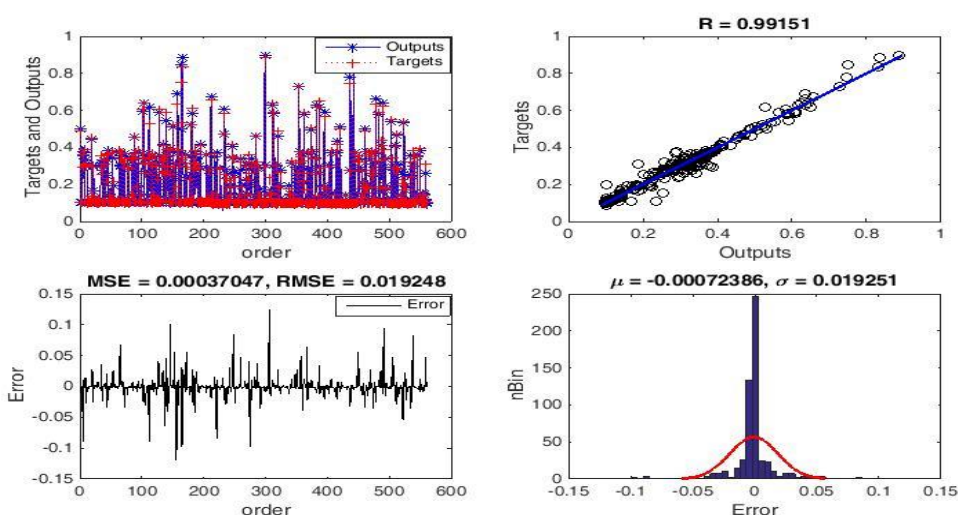 Targets and Outputs
1
0.8
0.6
0.4
0.2
0
0 100 200 300 400 500 600
order
Outputs
Targets
R = 0.99151
Targets
1
0.8
0.6
0.4
0.2
0
0 0.2 0.4 0.6 0.8 1
Outputs
MSE = 0.00037047, RMSE = 0.019248
Error
0.15
0.1
0.05
0
-0.05
-0.1
-0.15
0 100 200 300 400 500 600
order
Error
μ = -0.00072386, σ = 0.019251
nBin
250
200
150
100
50
0
-0.15 -0.1 -0.05 0 0.05 0.1 0.15
Error